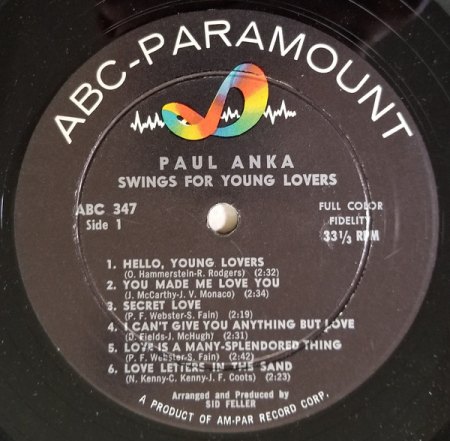 ABC-PARAMOUNT
PAUL ANKA
SWINGS FOR YOUNG LOVERS
ABC 347
Side 1
FULL COLOR
FIDELITY
33 1/3 RPM
1. HELLO, YOUNG LOVERS
(O. Hammerstein-R. Rodgers) (2:32)
2. YOU MADE ME LOVE YOU
(J. McCarthy-J. V. Monaco) (2:34)
3. SECRET LOVE
(P. F. Webster-S. Fain) (2:19)
4. I CAN'T GIVE YOU ANYTHING BUT LOVE
(D. Fields-J. McHugh) (2:31)
5. LOVE IS A MANY-SPLENDORED THING
(P. F. Webster-S. Fain) (2:42)
6. LOVE LETTERS IN THE SAND
(N. Kenny-C. Kenny-J. F. Coots) (2:23)
Arranged and Produced by
SID FELLER
A PRODUCT OF AM-PAR RECORD CORP.